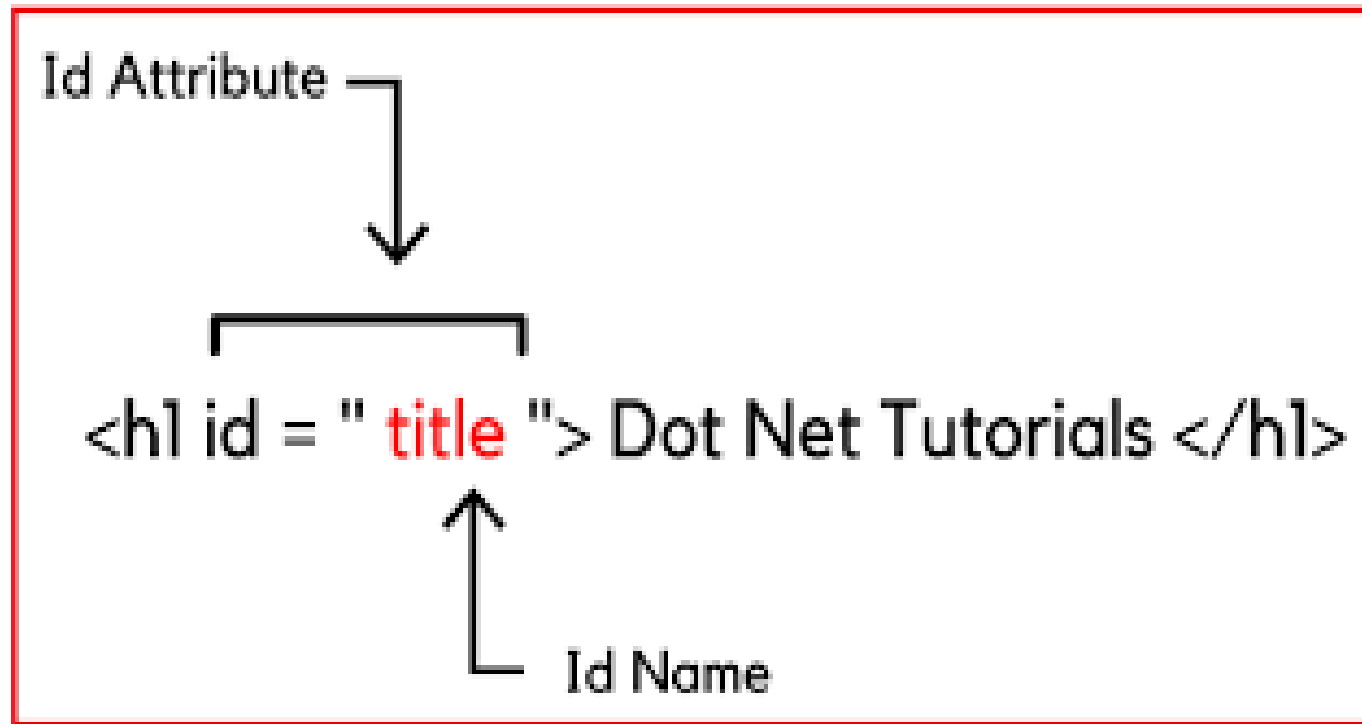 Id Attribute
<h1 id = " title "> Dot Net Tutorials </h1>
Id Name